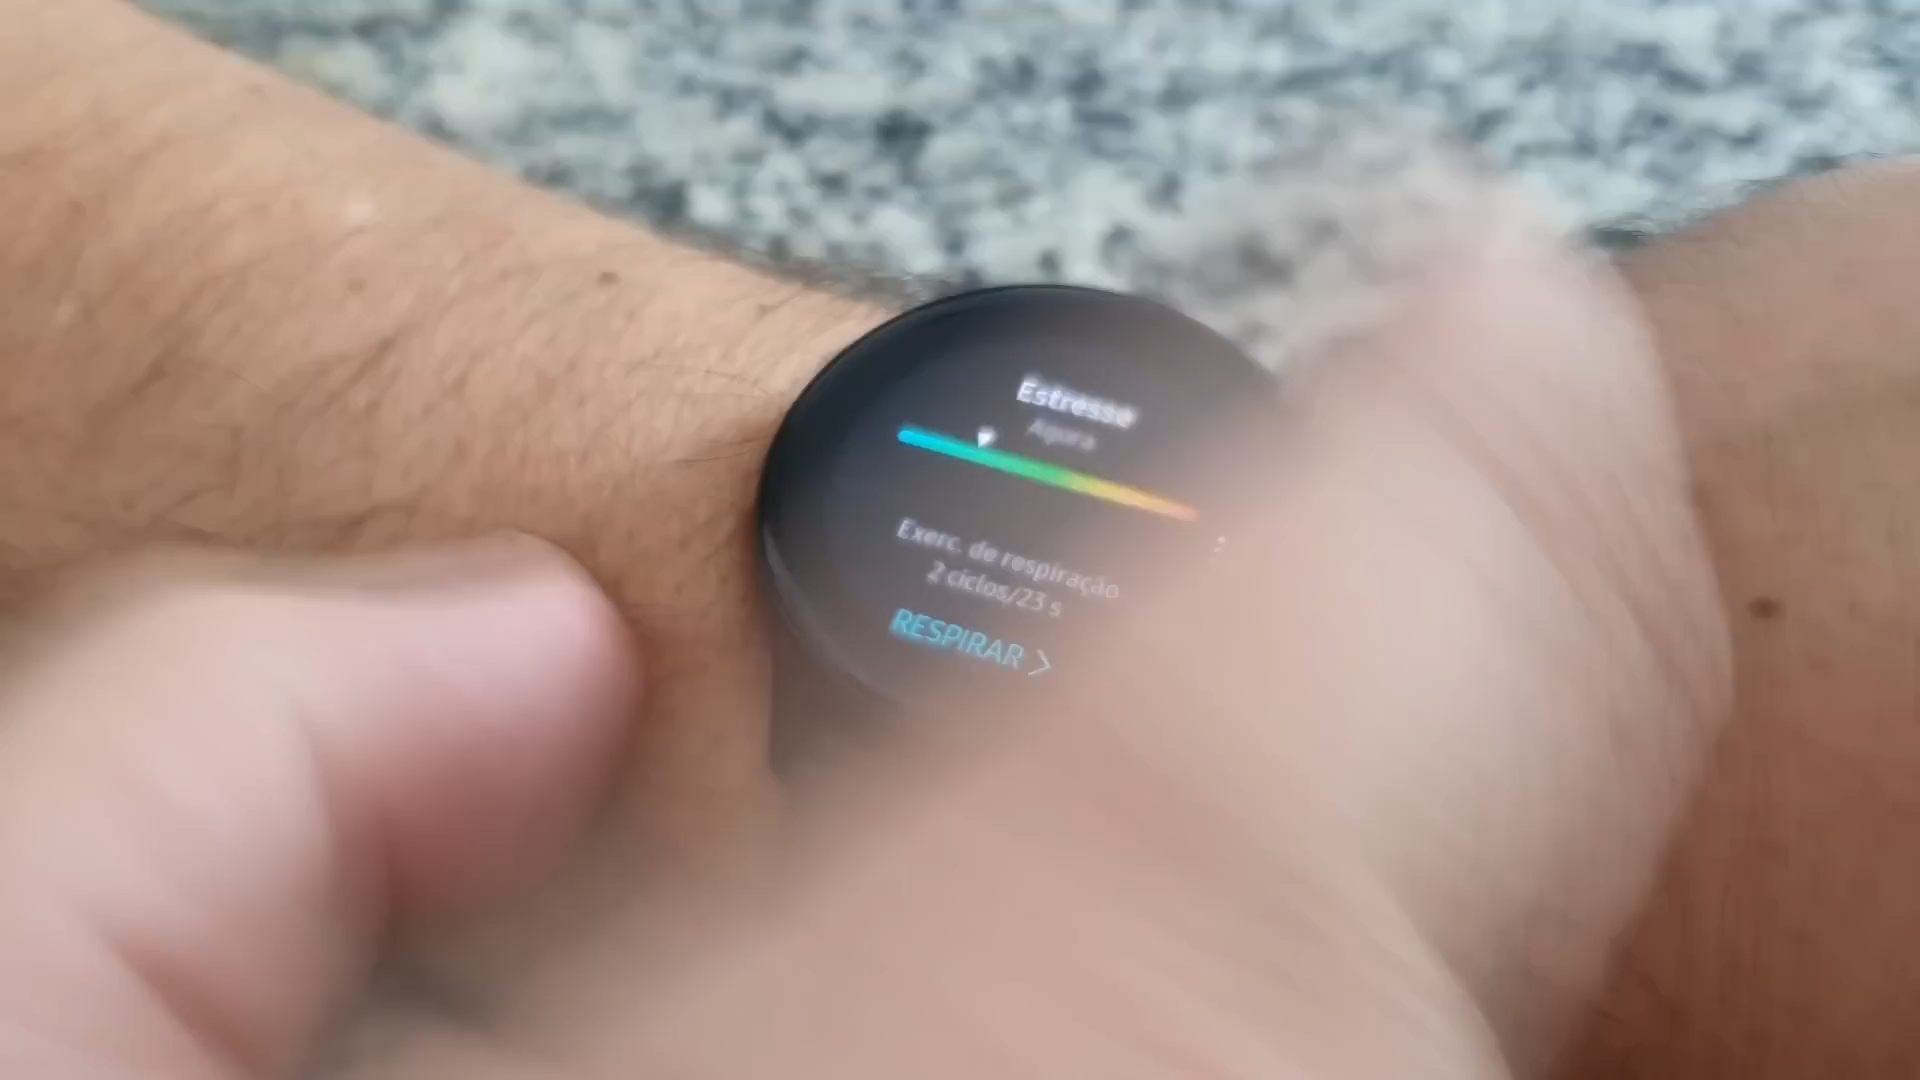 Estresse
Agora
Exerc. de respiração
2 ciclos/23 s
RESPIRAR >